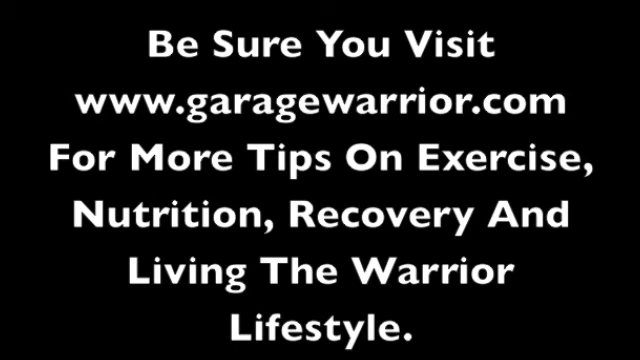 Be Sure You Visit
www.garagewarrior.com
For More Tips On Exercise,
Nutrition, Recovery And
Living The Warrior
Lifestyle.